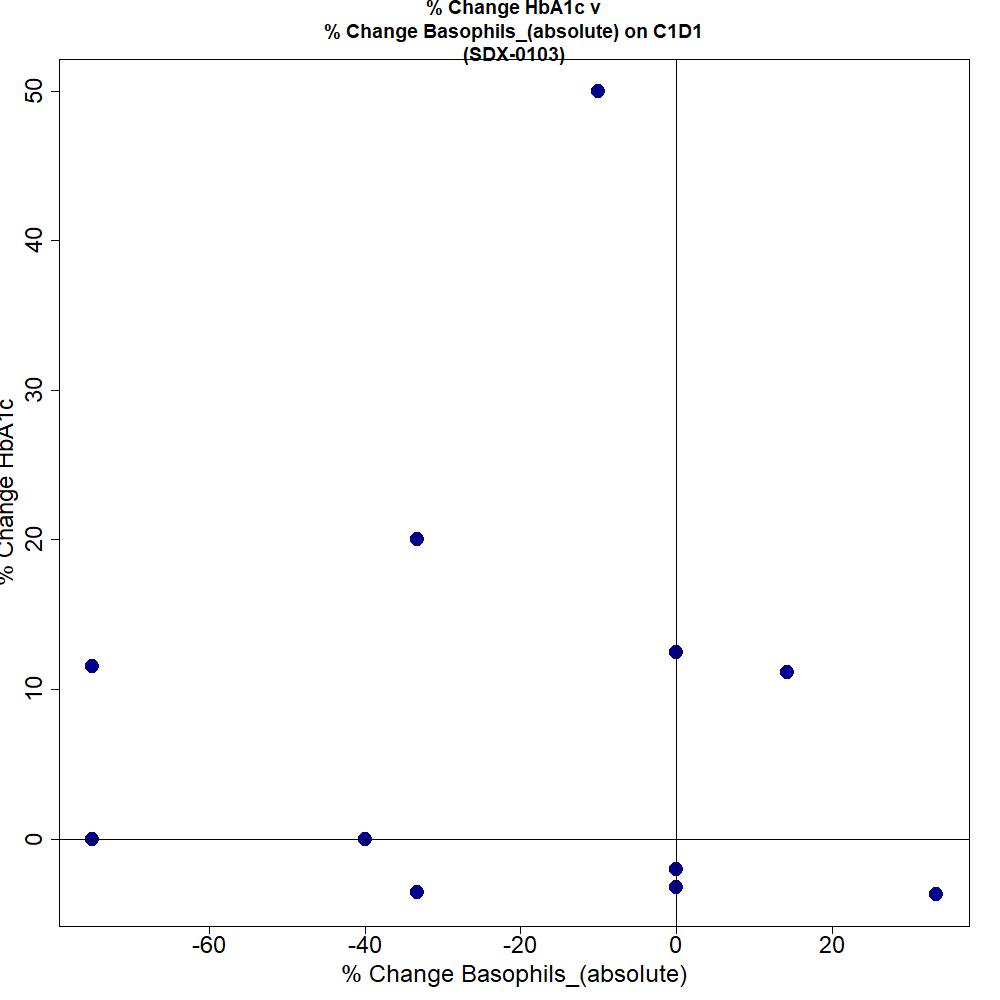 % Change HbA1c v
% Change Basophils_(absolute) on C1D1
(SDX-0103)
50
40
30
20
10
0
% Change HbA1c
-60
-40
-20
0
20
% Change Basophils_(absolute)